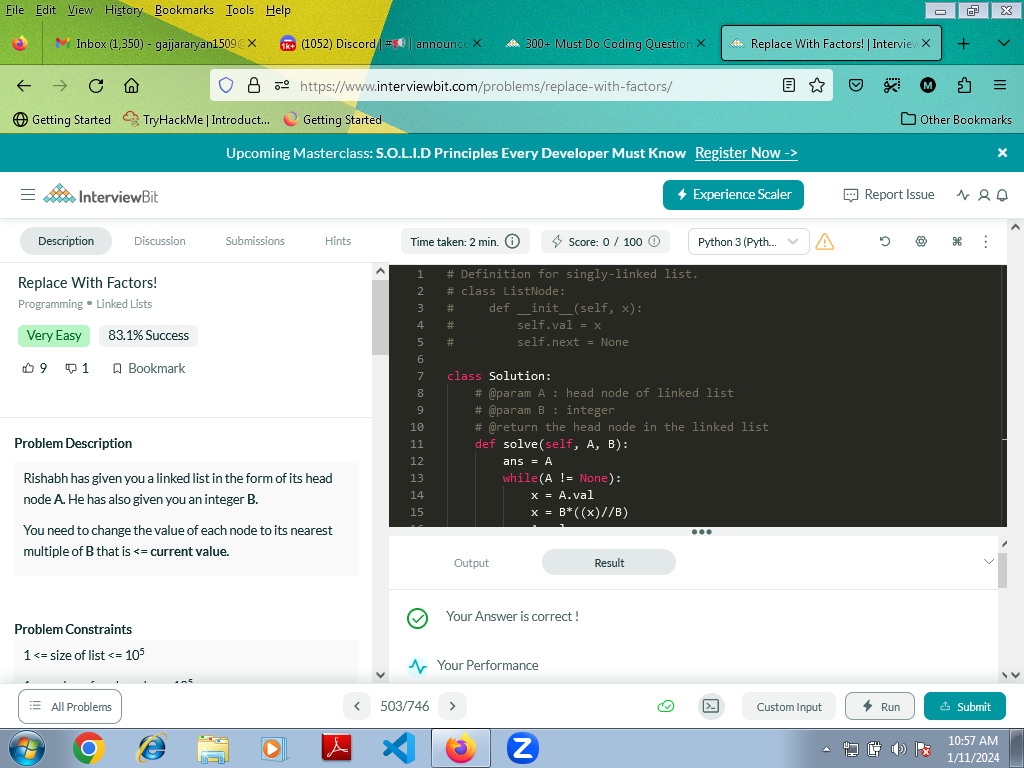 File Edit View History Bookmarks Tools Help
Inbox (1,350) - gajjararyan1509@
1K+ (1052) Discord | #📢 | announce
300+ Must Do Coding Question
Replace With Factors! | Interview
https://www.interviewbit.com/problems/replace-with-factors/
M
Getting Started TryHackMe | Introduct... Getting Started Other Bookmarks
Upcoming Masterclass: S.O.L.I.D Principles Every Developer Must Know Register Now ->
InterviewBit Experience Scaler Report Issue
Description Discussion Submissions Hints
Time taken: 2 min. Score: 0 / 100 Python 3 (Pyth...
Replace With Factors!
Programming • Linked Lists
Very Easy 83.1% Success
9 1 Bookmark
Problem Description
Rishabh has given you a linked list in the form of its head
node A. He has also given you an integer B.
You need to change the value of each node to its nearest
multiple of B that is <= current value.
Problem Constraints
1 <= size of list <= 10⁵
1 # Definition for singly-linked list.
2 # class ListNode:
3 #     def __init__(self, x):
4 #         self.val = x
5 #         self.next = None
6
7 class Solution:
8     # @param A : head node of linked list
9     # @param B : integer
10     # @return the head node in the linked list
11     def solve(self, A, B):
12         ans = A
13         while(A != None):
14             x = A.val
15             x = B*((x)//B)
Output Result
Your Answer is correct !
Your Performance
All Problems 503/746 Custom Input Run Submit
10:57 AM
1/11/2024